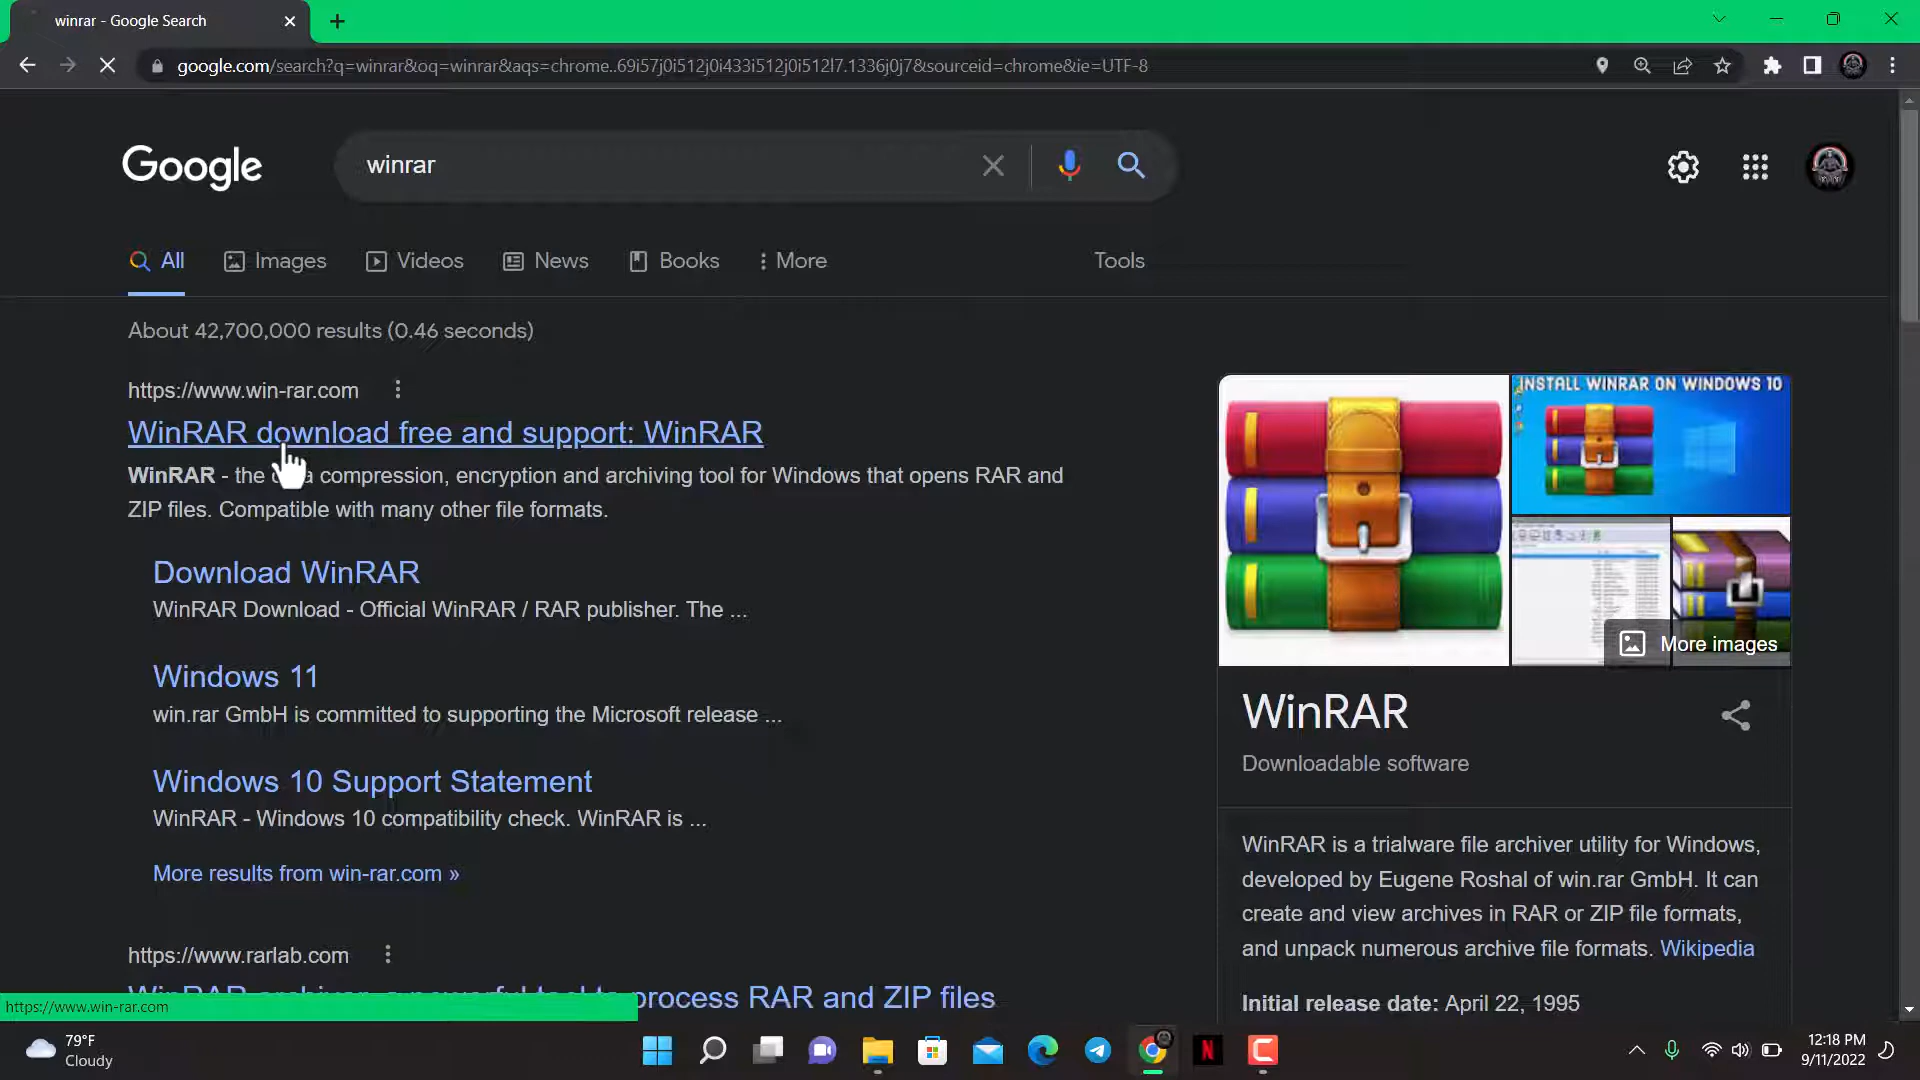 winrar - Google Search
google.com/search?q=winrar&oq=winrar&aqs=chrome..69i57j0i512j0i433i512j0i512l7.1336j0j7&sourceid=chrome&ie=UTF-8
Google
winrar
All
Images
Videos
News
Books
More
Tools
About 42,700,000 results (0.46 seconds)
https://www.win-rar.com
WinRAR download free and support: WinRAR
WinRAR - the compression, encryption and archiving tool for Windows that opens RAR and
ZIP files. Compatible with many other file formats.
Download WinRAR
WinRAR Download - Official WinRAR / RAR publisher. The ...
Windows 11
win.rar GmbH is committed to supporting the Microsoft release ...
Windows 10 Support Statement
WinRAR - Windows 10 compatibility check. WinRAR is ...
More results from win-rar.com »
https://www.rarlab.com
WinRAR archiver, a powerful tool to process RAR and ZIP files
https://www.win-rar.com
INSTALL WINRAR ON WINDOWS 10
More images
WinRAR
Downloadable software
WinRAR is a trialware file archiver utility for Windows,
developed by Eugene Roshal of win.rar GmbH. It can
create and view archives in RAR or ZIP file formats,
and unpack numerous archive file formats. Wikipedia
Initial release date: April 22, 1995
79°F
Cloudy
12:18 PM
9/11/2022